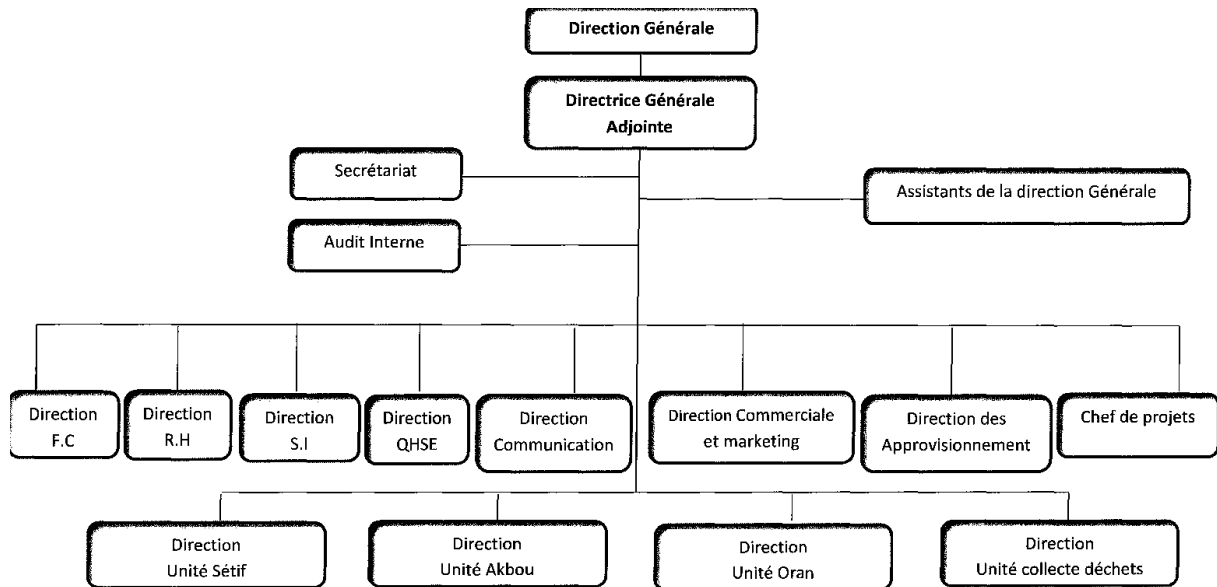 Direction Générale
Directrice Générale
Adjointe
Secrétariat
Assistants de la direction Générale
Audit Interne
Direction
F.C
Direction
R.H
Direction
S.I
Direction
QHSE
Direction
Communication
Direction Commerciale
et marketing
Direction des
Approvisionnement
Chef de projets
Direction
Unité Sétif
Direction
Unité Akbou
Direction
Unité Oran
Direction
Unité collecte déchets